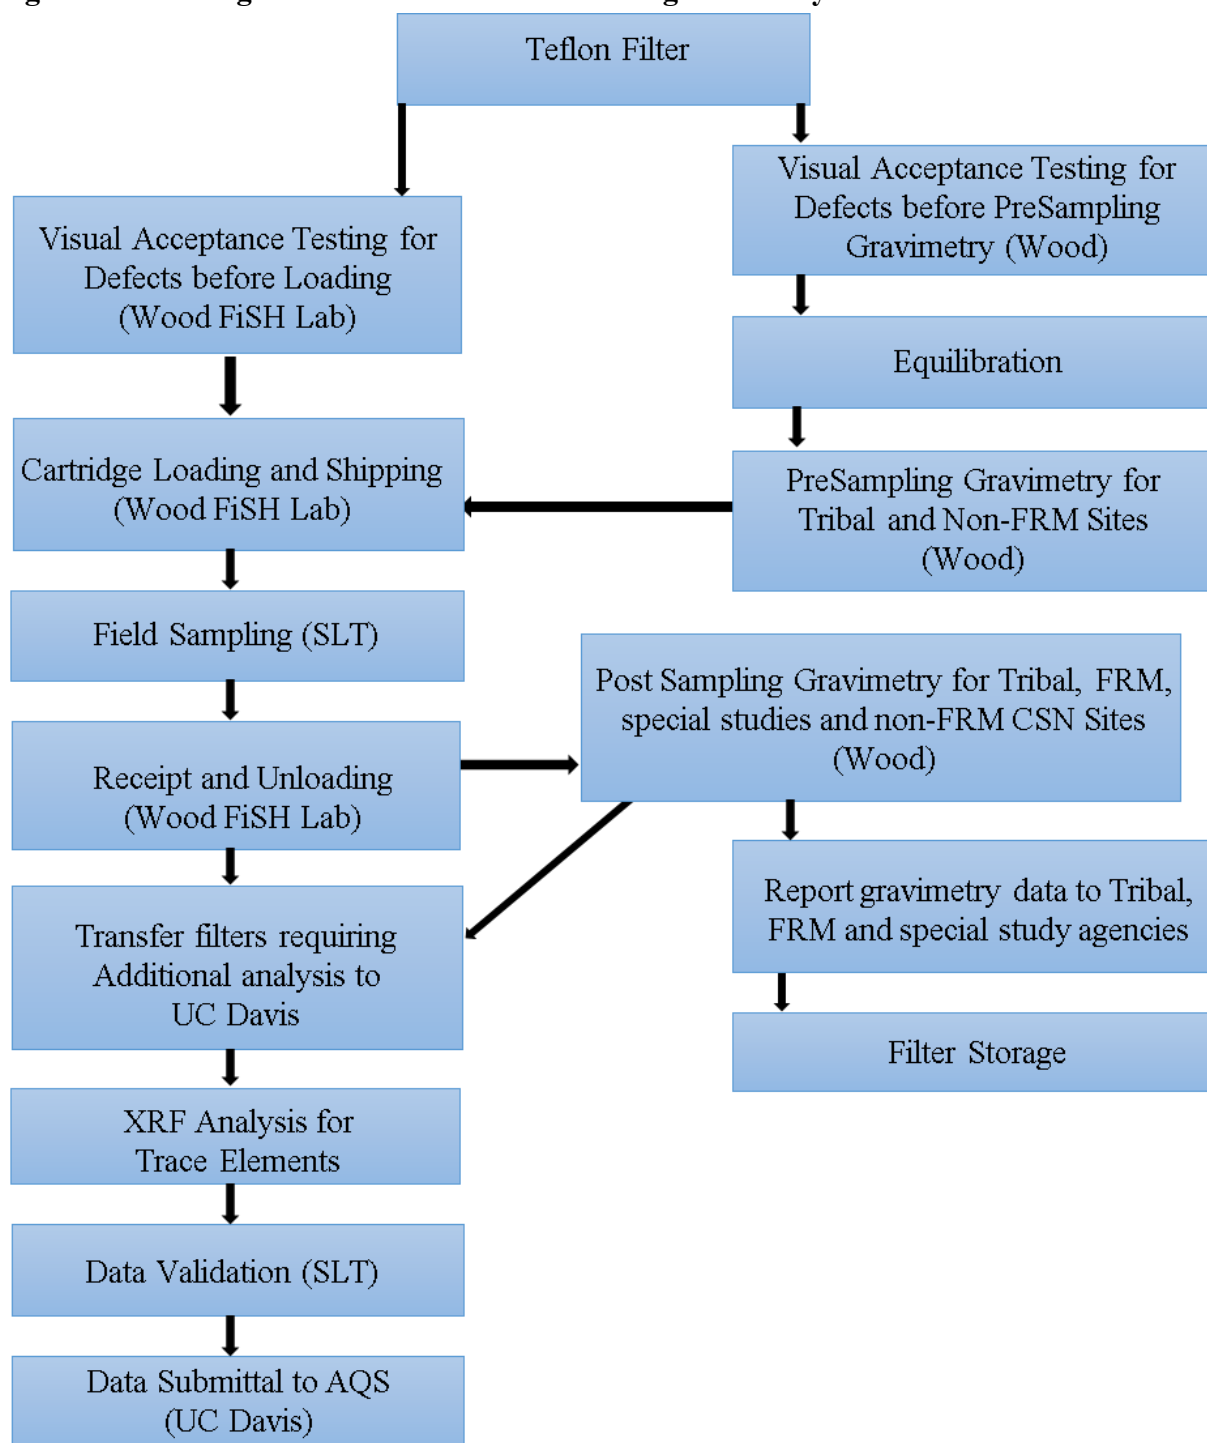 Teflon Filter
Visual Acceptance Testing for
Defects before PreSampling
Gravimetry (Wood)
Visual Acceptance Testing for
Defects before Loading
(Wood FiSH Lab)
Equilibration
Cartridge Loading and Shipping
(Wood FiSH Lab)
PreSampling Gravimetry for
Tribal and Non-FRM Sites
(Wood)
Field Sampling (SLT)
Post Sampling Gravimetry for Tribal, FRM,
special studies and non-FRM CSN Sites
(Wood)
Receipt and Unloading
(Wood FiSH Lab)
Report gravimetry data to Tribal,
FRM and special study agencies
Transfer filters requiring
Additional analysis to
UC Davis
Filter Storage
XRF Analysis for
Trace Elements
Data Validation (SLT)
Data Submittal to AQS
(UC Davis)